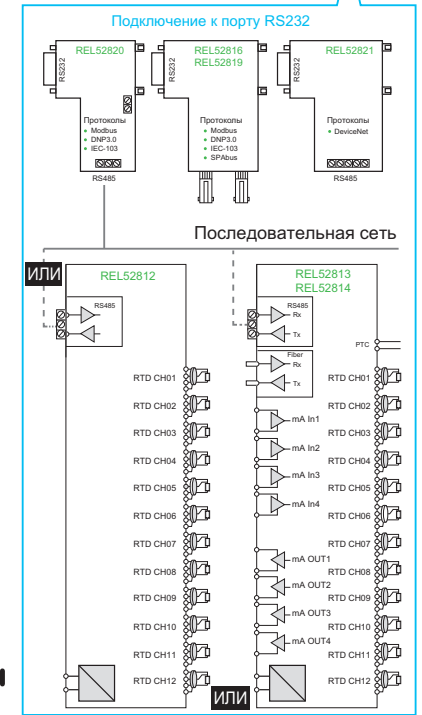 Подключение к порту RS232
REL52820
RS232
Протоколы
• Modbus
• DNP3.0
• IEC-103
RS485
REL52816
REL52819
RS232
Протоколы
• Modbus
• DNP3.0
• IEC-103
• SPAbus
REL52821
RS232
Протоколы
• DeviceNet
RS485
Последовательная сеть
ИЛИ
REL52812
RS485
RTD CH01
RTD CH02
RTD CH03
RTD CH04
RTD CH05
RTD CH06
RTD CH07
RTD CH08
RTD CH09
RTD CH10
RTD CH11
RTD CH12
REL52813
REL52814
RS485
Rx
Tx
Fiber
Rx
Tx
mA In1
mA In2
mA In3
mA In4
mA OUT1
mA OUT2
mA OUT3
mA OUT4
PTC
RTD CH01
RTD CH02
RTD CH03
RTD CH04
RTD CH05
RTD CH06
RTD CH07
RTD CH08
RTD CH09
RTD CH10
RTD CH11
RTD CH12
ИЛИ